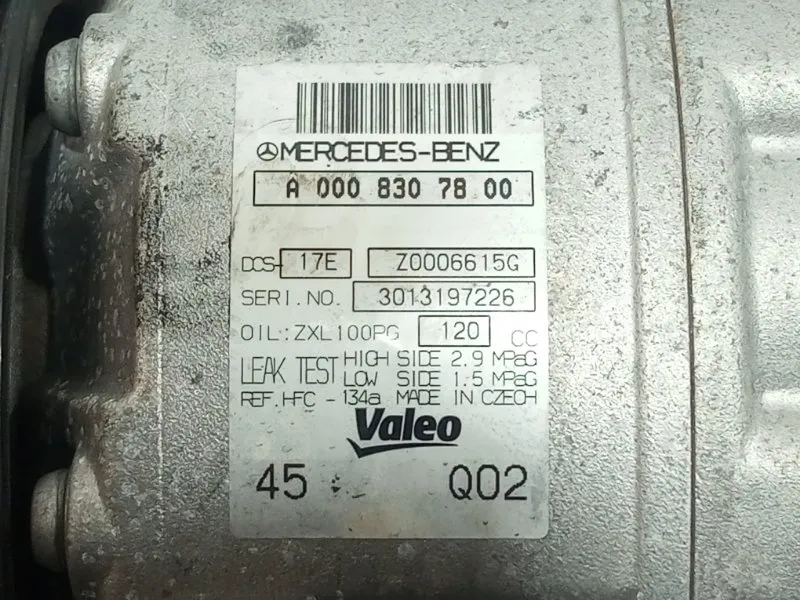 MERCEDES-BENZ
A 000 830 78 00
DCS- 17E Z0006615G
SERI.NO. 3013197226
OIL:ZXL100PG 120 CC
LEAK TEST HIGH SIDE 2.9 MPaG
LOW SIDE 1.5 MPaG
REF.HFC-134a MADE IN CZECH
Valeo
45 Q02